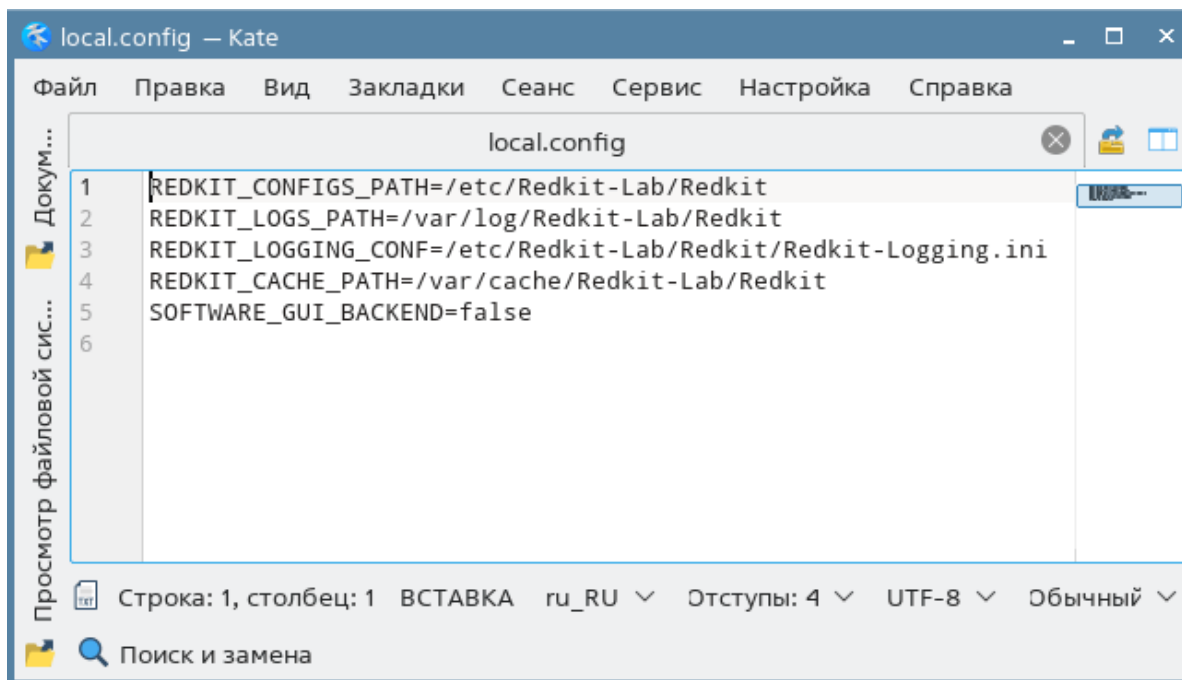 local.config — Kate
Файл Правка Вид Закладки Сеанс Сервис Настройка Справка
Докум...
local.config
1 REDKIT_CONFIGS_PATH=/etc/Redkit-Lab/Redkit
2 REDKIT_LOGS_PATH=/var/log/Redkit-Lab/Redkit
3 REDKIT_LOGGING_CONF=/etc/Redkit-Lab/Redkit/Redkit-Logging.ini
4 REDKIT_CACHE_PATH=/var/cache/Redkit-Lab/Redkit
5 SOFTWARE_GUI_BACKEND=false
6
Просмотр файловой сис...
Строка: 1, столбец: 1 ВСТАВКА ru_RU Отступы: 4 UTF-8 Обычный
Поиск и замена